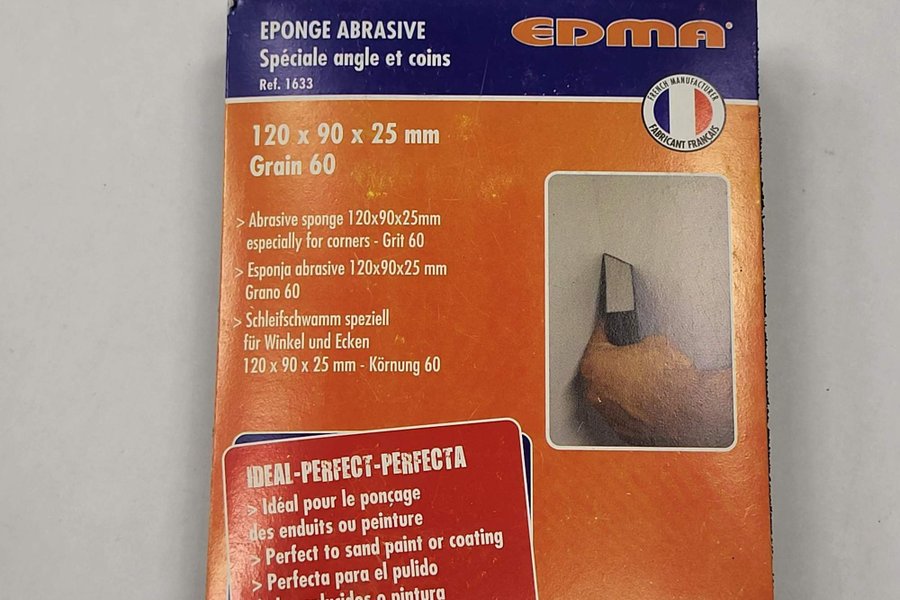 EPONGE ABRASIVE
Spéciale angle et coins
Ref. 1633
EDMA
FRENCH MANUFACTURER
FABRICANT FRANÇAIS
120 x 90 x 25 mm
Grain 60
> Abrasive sponge 120x90x25mm
especially for corners - Grit 60
> Esponja abrasive 120x90x25 mm
Grano 60
> Schleifschwamm speziell
für Winkel und Ecken
120 x 90 x 25 mm - Körnung 60
IDEAL-PERFECT-PERFECTA
> Idéal pour le ponçage
des enduits ou peinture
> Perfect to sand paint or coating
> Perfecta para el pulido
o pintura